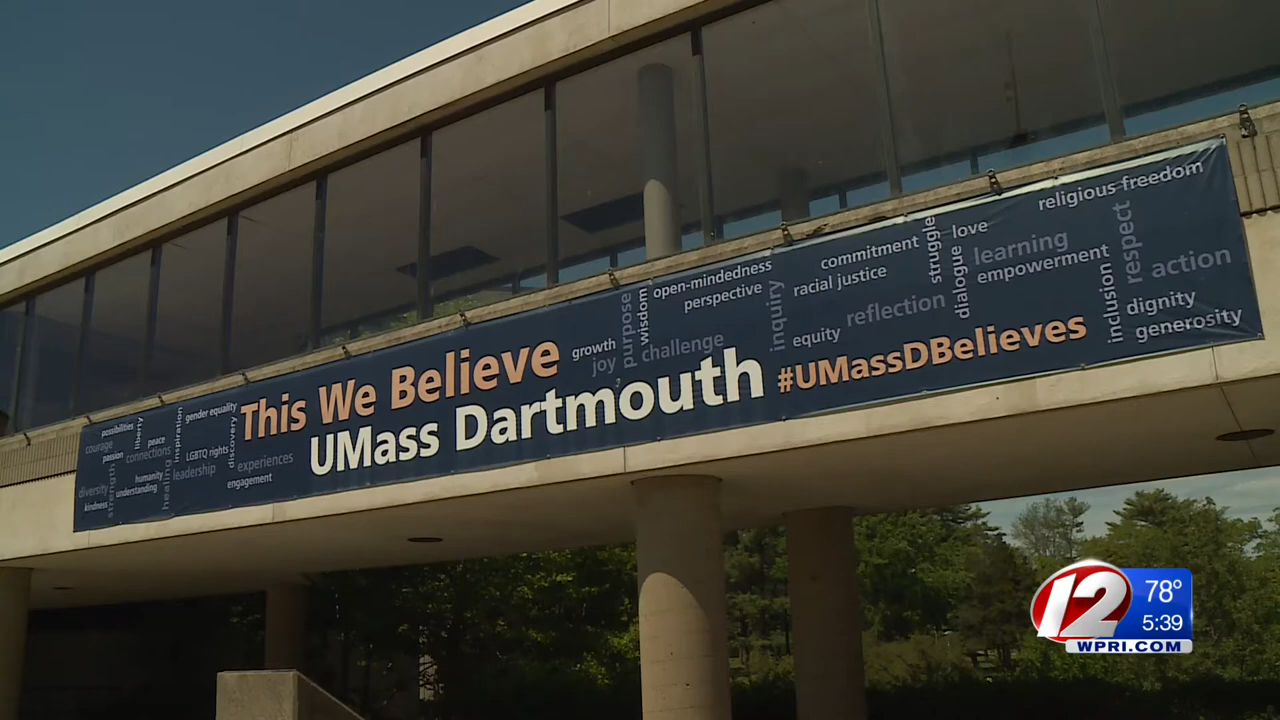 possibilities
courage
liberty
passion
peace
connections
inspiration
gender equality
LGBTQ rights
discovery
diversity
strength
kindness
humanity
understanding
healing
leadership
experiences
engagement
This We Believe
UMass Dartmouth
#UMassDBelieves
growth
joy
purpose
wisdom
open-mindedness
perspective
challenge
inquiry
commitment
racial justice
equity
reflection
struggle
love
dialogue
learning
empowerment
religious freedom
inclusion
respect
action
dignity
generosity
12
78°
5:39
WPRI.COM